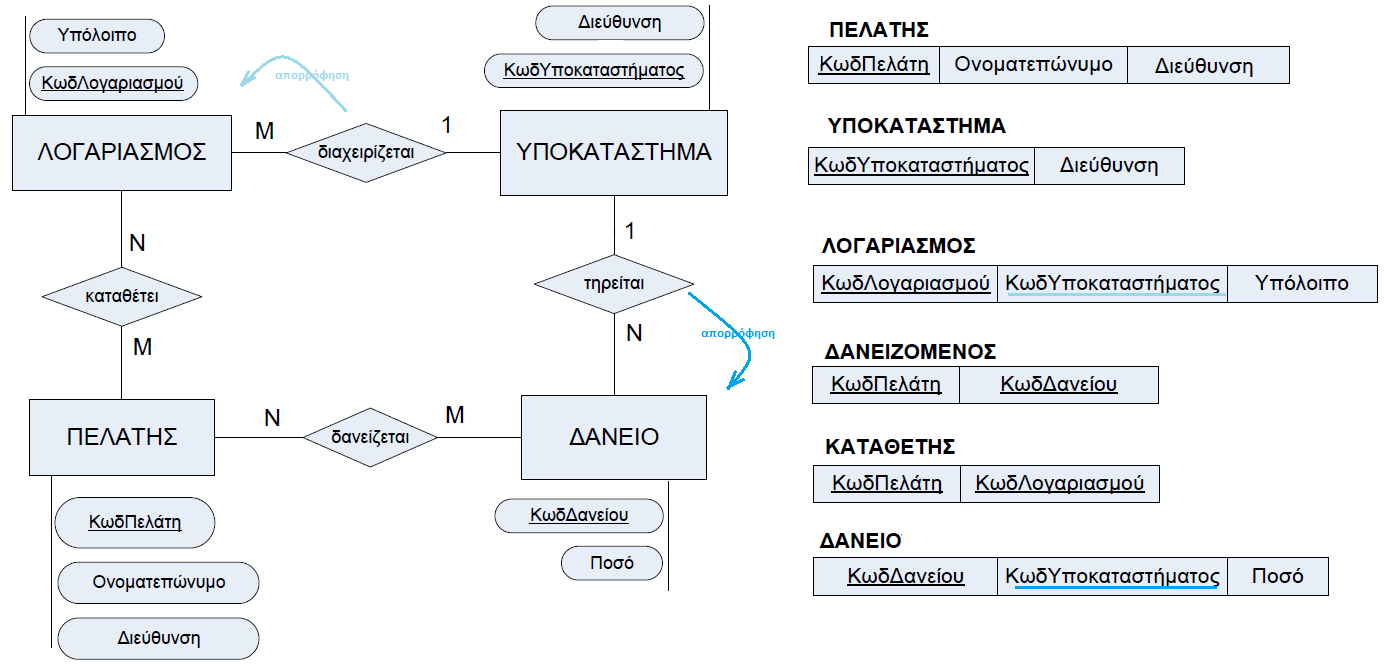 Υπόλοιπο
ΚωδΛογαριασμού
απορρόφηση
Διεύθυνση
ΚωδΥποκαταστήματος
ΛΟΓΑΡΙΑΣΜΟΣ
M
διαχειρίζεται
1
ΥΠΟΚΑΤΑΣΤΗΜΑ
N
καταθέτει
M
1
τηρείται
N
απορρόφηση
ΠΕΛΑΤΗΣ
N
δανείζεται
M
ΔΑΝΕΙΟ
ΚωδΠελάτη
Ονοματεπώνυμο
Διεύθυνση
ΚωδΔανείου
Ποσό
ΠΕΛΑΤΗΣ
ΚωδΠελάτη Ονοματεπώνυμο Διεύθυνση
ΥΠΟΚΑΤΑΣΤΗΜΑ
ΚωδΥποκαταστήματος Διεύθυνση
ΛΟΓΑΡΙΑΣΜΟΣ
ΚωδΛογαριασμού ΚωδΥποκαταστήματος Υπόλοιπο
ΔΑΝΕΙΖΟΜΕΝΟΣ
ΚωδΠελάτη ΚωδΔανείου
ΚΑΤΑΘΕΤΗΣ
ΚωδΠελάτη ΚωδΛογαριασμού
ΔΑΝΕΙΟ
ΚωδΔανείου ΚωδΥποκαταστήματος Ποσό